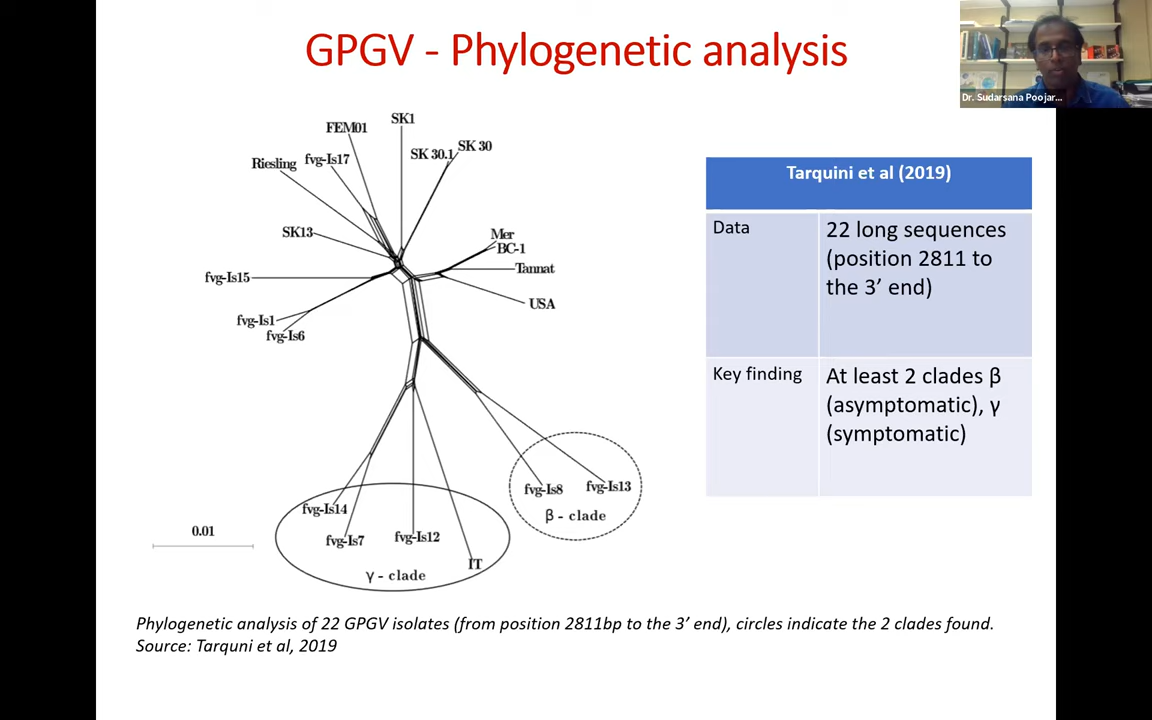 GPGV - Phylogenetic analysis
Dr. Sudarsana Poojar...
SK1
FEM01
SK 30
SK 30.1
fvg-Is17
Riesling
SK13
Mer
BC-1
Tannat
fvg-Is15
USA
fvg-Is1
fvg-Is6
fvg-Is8
fvg-Is13
β - clade
fvg-Is14
fvg-Is7
fvg-Is12
IT
γ - clade
0.01
Tarquini et al (2019)
Data
22 long sequences
(position 2811 to
the 3’ end)
Key finding
At least 2 clades β
(asymptomatic), γ
(symptomatic)
Phylogenetic analysis of 22 GPGV isolates (from position 2811bp to the 3’ end), circles indicate the 2 clades found.
Source: Tarquni et al, 2019